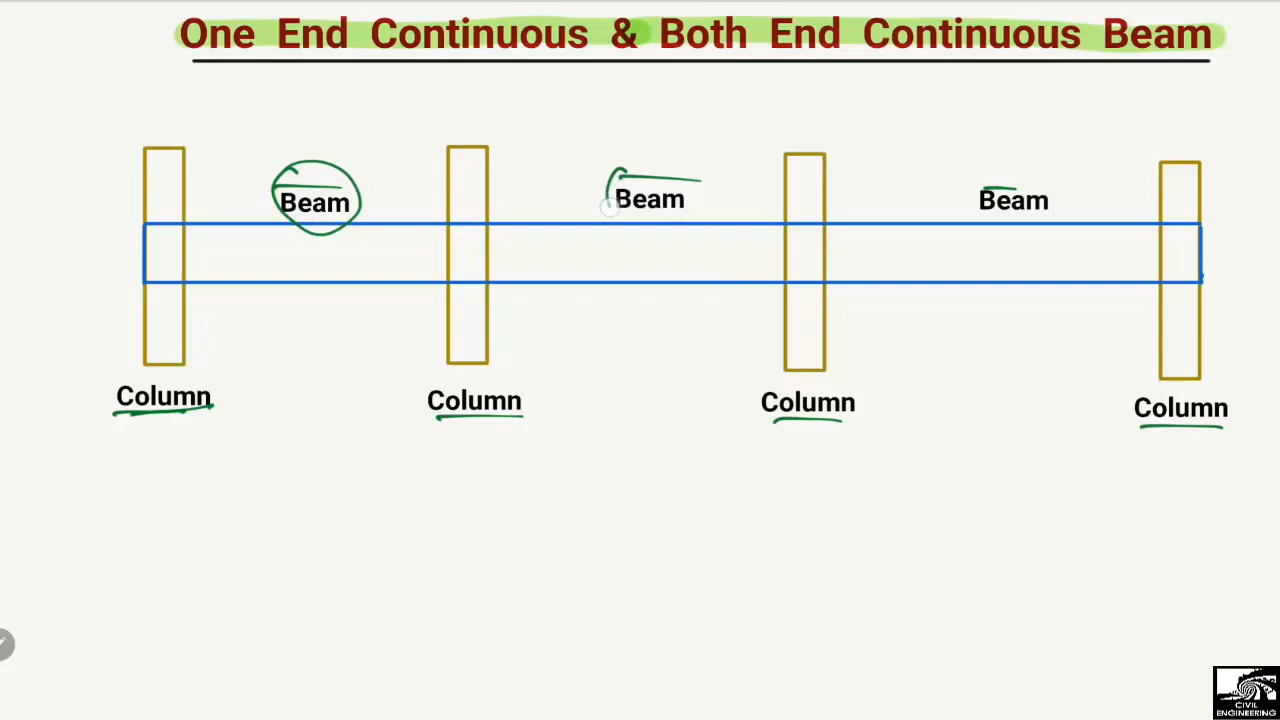 One End Continuous & Both End Continuous Beam
Beam
Beam
Beam
Column
Column
Column
Column
CIVIL
ENGINEERING